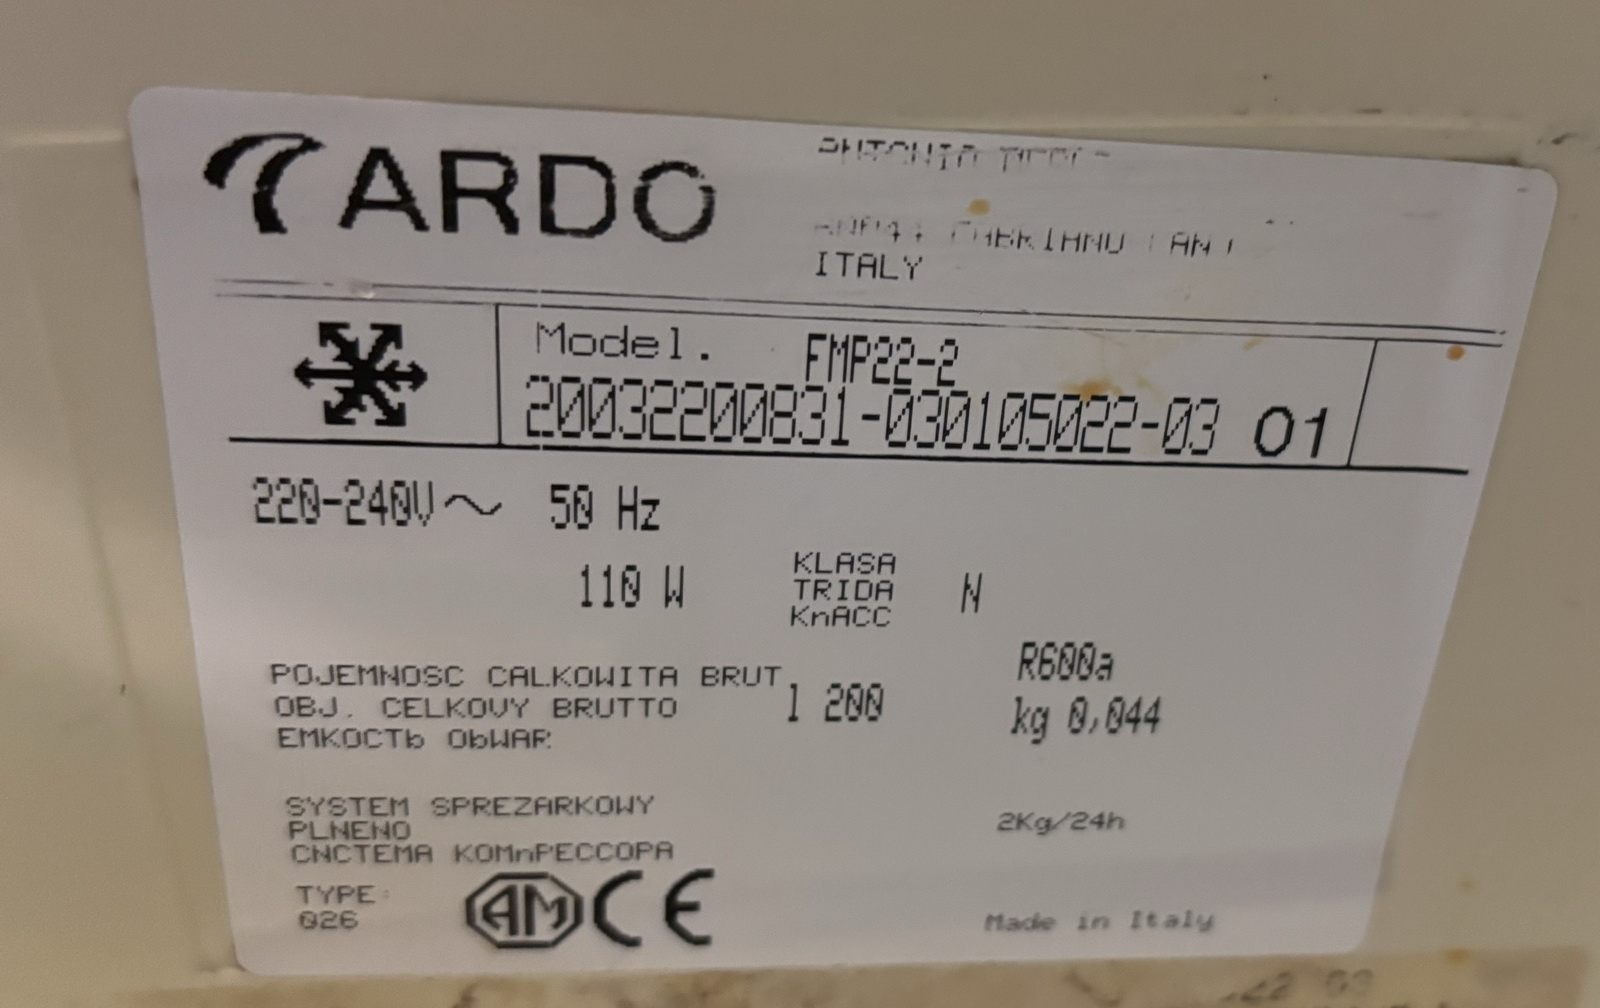 ARDO
ITALY
Model. FMP22-2
20032200831-030105022-03 01
220-240V~ 50 Hz
110 W
KLASA
TRIDA
KnACC
N
POJEMNOSC CALKOWITA BRUT.
OBJ. CELKOVY BRUTTO
EMKOCTb ObWAR
l 200
R600a
kg 0,044
SYSTEM SPREZARKOWY
PLNENO
CNCTEMA KOMnPECCOPA
2Kg/24h
TYPE
026
AM CE
Made in Italy